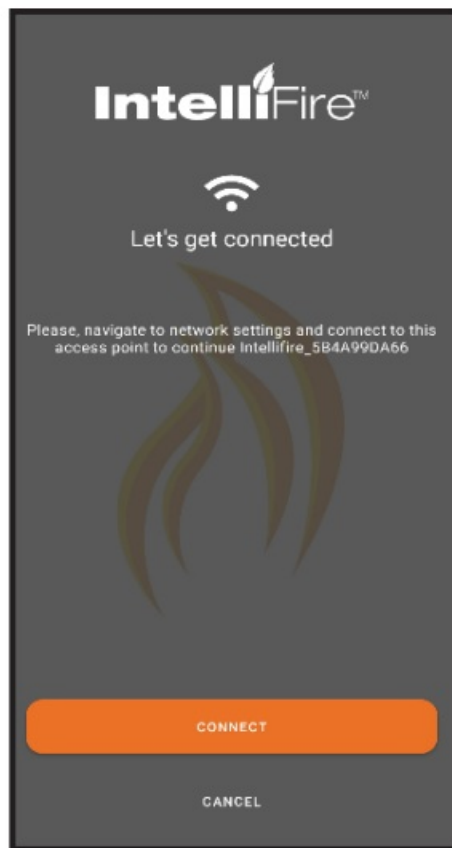 IntelliFire™
Let's get connected
Please, navigate to network settings and connect to this
access point to continue Intellifire_5B4A99DA66
CONNECT
CANCEL